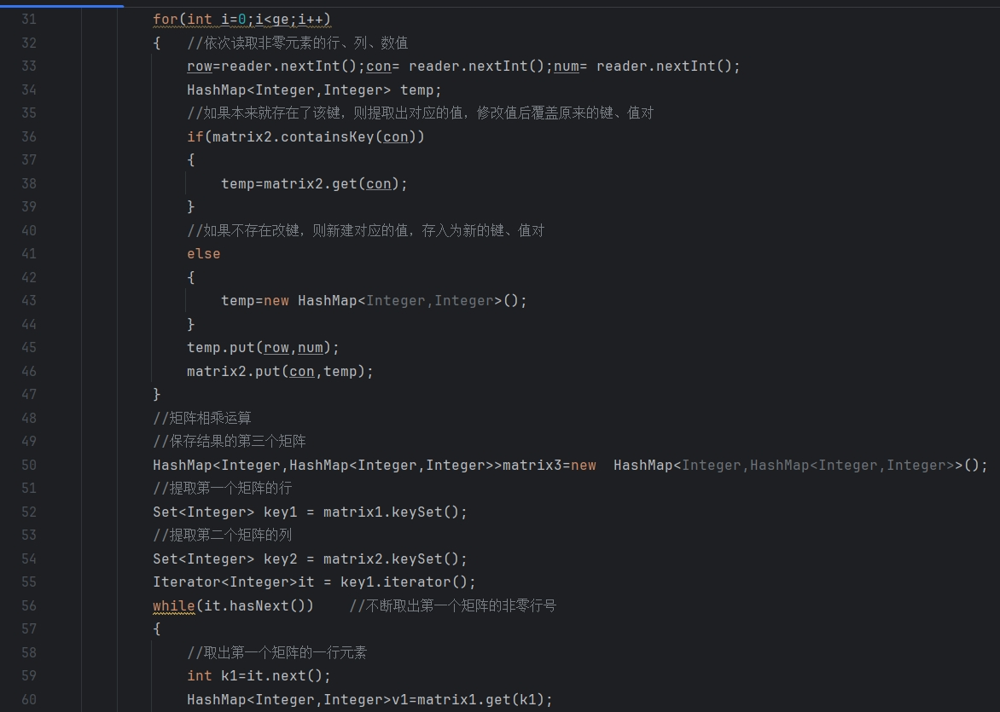 31 for(int i=0;i<ge;i++)
32 { //依次读取非零元素的行、列、数值
33 row=reader.nextInt();con= reader.nextInt();num= reader.nextInt();
34 HashMap<Integer,Integer> temp;
35 //如果本来就存在了该键，则提取出对应的值，修改值后覆盖原来的键、值对
36 if(matrix2.containsKey(con))
37 {
38 temp=matrix2.get(con);
39 }
40 //如果不存在改键，则新建对应的值，存入为新的键、值对
41 else
42 {
43 temp=new HashMap<Integer,Integer>();
44 }
45 temp.put(row,num);
46 matrix2.put(con,temp);
47 }
48 //矩阵相乘运算
49 //保存结果的第三个矩阵
50 HashMap<Integer,HashMap<Integer,Integer>>matrix3=new  HashMap<Integer,HashMap<Integer,Integer>>();
51 //提取第一个矩阵的行
52 Set<Integer> key1 = matrix1.keySet();
53 //提取第二个矩阵的列
54 Set<Integer> key2 = matrix2.keySet();
55 Iterator<Integer>it = key1.iterator();
56 while(it.hasNext()) //不断取出第一个矩阵的非零行号
57 {
58 //取出第一个矩阵的一行元素
59 int k1=it.next();
60 HashMap<Integer,Integer>v1=matrix1.get(k1);